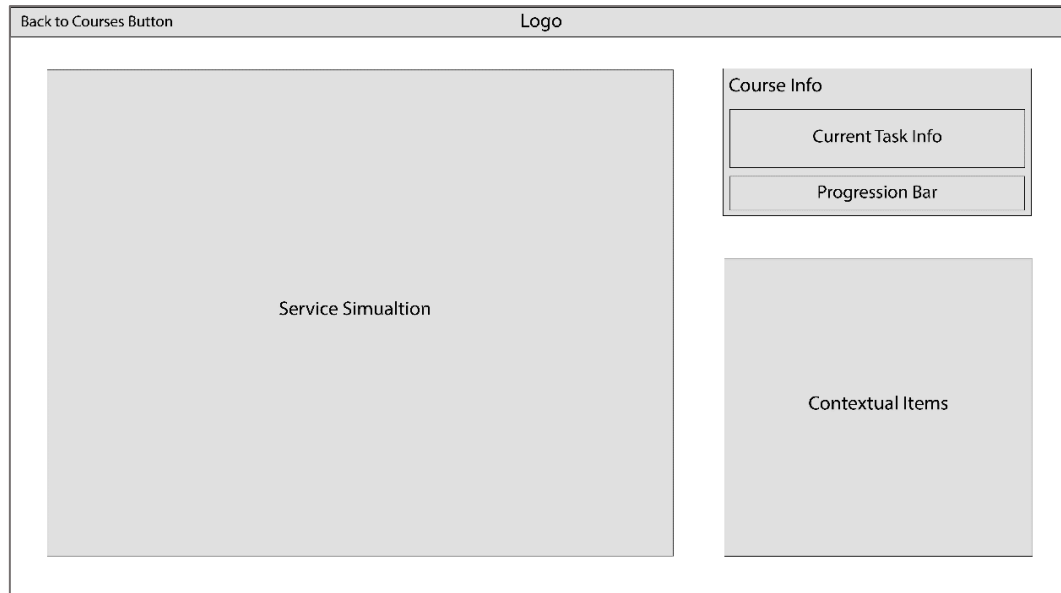 Back to Courses Button
Logo
Course Info
Current Task Info
Progression Bar
Service Simualtion
Contextual Items